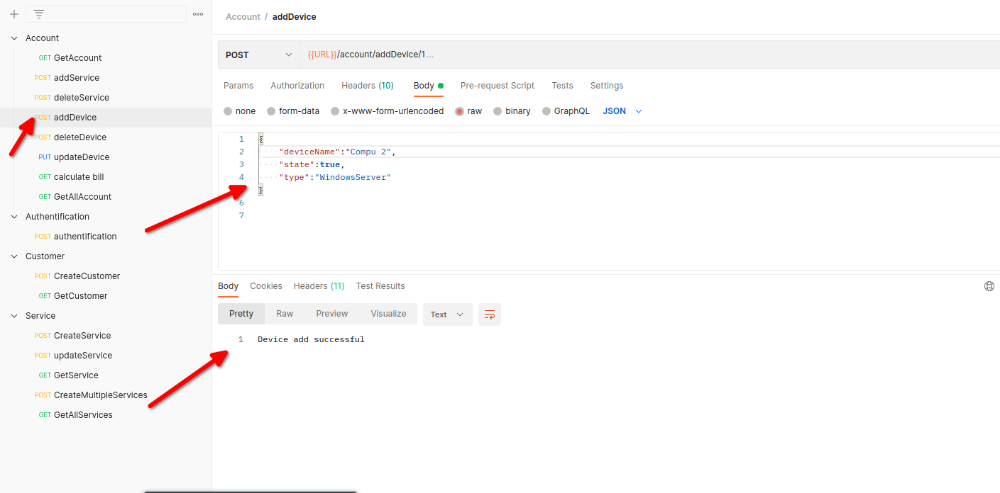 Account
GET GetAccount
POST addService
POST deleteService
POST addDevice
POST deleteDevice
PUT updateDevice
GET calculate bill
GET GetAllAccount
Authentification
POST authentification
Customer
POST CreateCustomer
GET GetCustomer
Service
POST CreateService
POST updateService
GET GetService
POST CreateMultipleServices
GET GetAllServices
Account / addDevice
POST {{URL}}/account/addDevice/1 ...
Params Authorization Headers (10) Body Pre-request Script Tests Settings
none form-data x-www-form-urlencoded raw binary GraphQL JSON
1 {
2 "deviceName":"Compu 2",
3 "state":true,
4 "type":"WindowsServer"
}
6
7
Body Cookies Headers (11) Test Results
Pretty Raw Preview Visualize Text
1 Device add successful